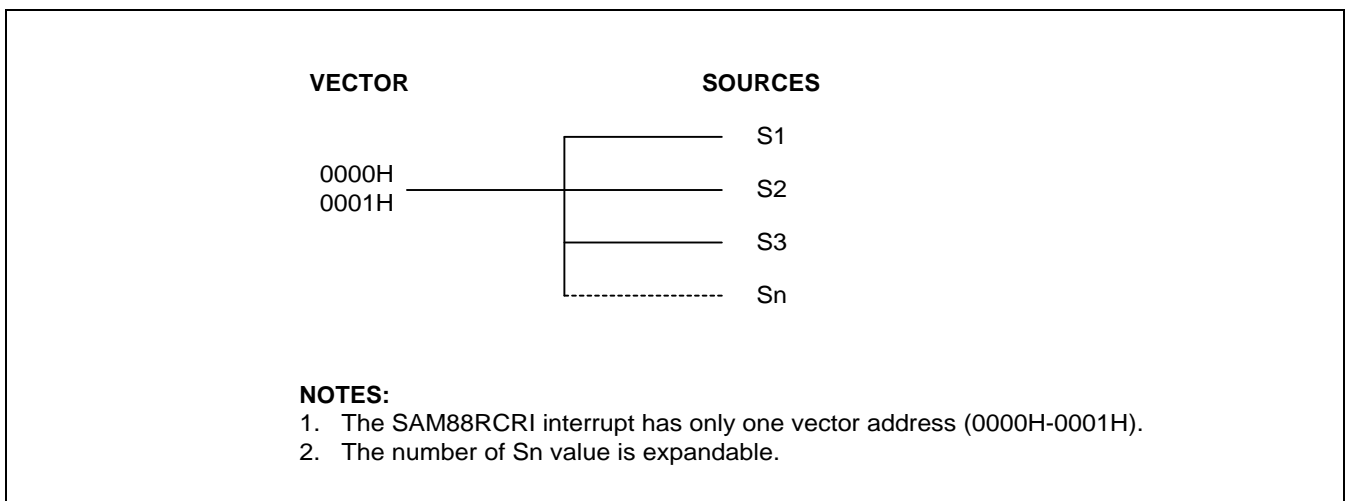 VECTOR SOURCES
S1
0000H
0001H
S2
S3
Sn
NOTES:
1. The SAM88RCRI interrupt has only one vector address (0000H-0001H).
2. The number of Sn value is expandable.